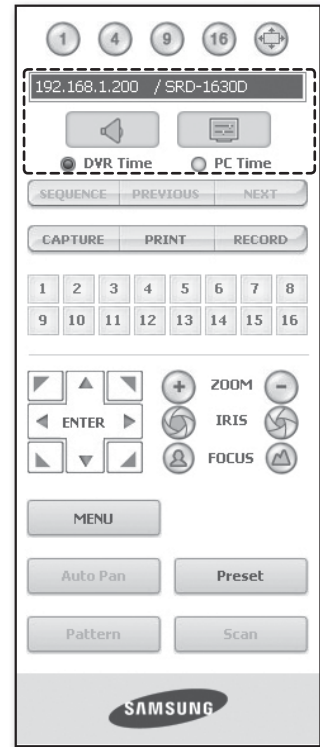 1 4 9 16
192.168.1.200 / SRD-1630D
DVR Time PC Time
SEQUENCE PREVIOUS NEXT
CAPTURE PRINT RECORD
1 2 3 4 5 6 7 8
9 10 11 12 13 14 15 16
ZOOM
ENTER IRIS
FOCUS
MENU
Auto Pan Preset
Pattern Scan
SAMSUNG